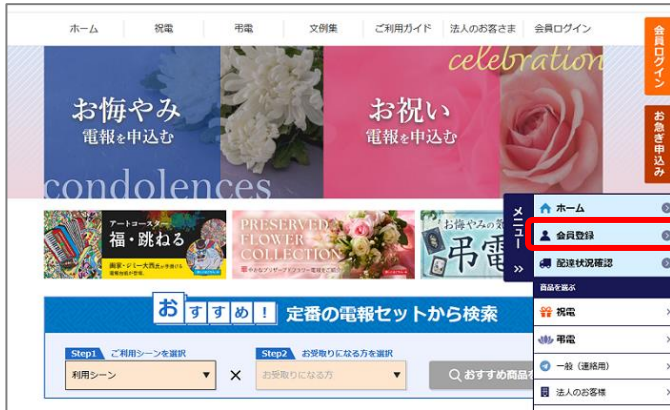 ホーム 祝電 弔電 文例集 ご利用ガイド 法人のお客さま 会員ログイン
会員ログイン
お急ぎ申込み
celebration
お悔やみ
電報を申込む
お祝い
電報を申込む
condolences
アートコースター
福・跳ねる
PRESERVED
FLOWER
COLLECTION
お悔やみの
弔電
メニュー
ホーム
会員登録
配達状況確認
商品を選ぶ
祝電
弔電
一般（連絡用）
法人のお客様
おすすめ！ 定番の電報セットから検索
Step1 ご利用シーンを選択
利用シーン ▼
×
Step2 お受取りになる方を選択
お受取りになる方 ▼
おすすめ商品